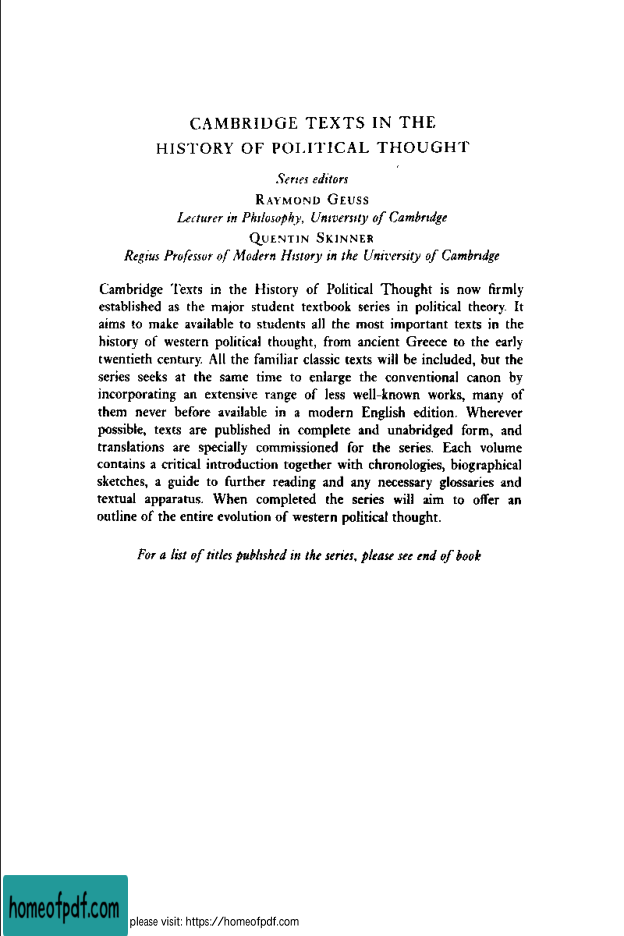 CAMBRIDGE TEXTS IN THE
HISTORY OF POLITICAL THOUGHT
Series editors
RAYMOND GEUSS
Lecturer in Philosophy, University of Cambridge
QUENTIN SKINNER
Regius Professor of Modern History in the University of Cambridge
Cambridge Texts in the History of Political Thought is now firmly
established as the major student textbook series in political theory. It
aims to make available to students all the most important texts in the
history of western political thought, from ancient Greece to the early
twentieth century. All the familiar classic texts will be included, but the
series seeks at the same time to enlarge the conventional canon by
incorporating an extensive range of less well-known works, many of
them never before available in a modern English edition. Wherever
possible, texts are published in complete and unabridged form, and
translations are specially commissioned for the series. Each volume
contains a critical introduction together with chronologies, biographical
sketches, a guide to further reading and any necessary glossaries and
textual apparatus. When completed the series will aim to offer an
outline of the entire evolution of western political thought.
For a list of titles published in the series, please see end of book
homeofpdf.com
please visit: https://homeofpdf.com